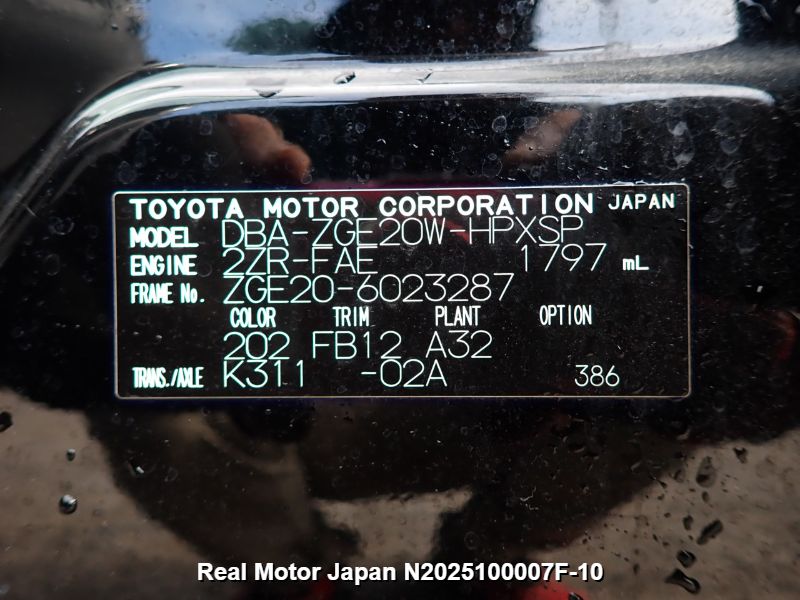 TOYOTA MOTOR CORPORATION JAPAN
MODEL DBA-ZGE20W-HPXSP
ENGINE 2ZR-FAE 1797 mL
FRAME No. ZGE20-6023287
COLOR TRIM PLANT OPTION
202 FB12 A32
TRANS./AXLE K311 -02A 386
Real Motor Japan N2025100007F-10